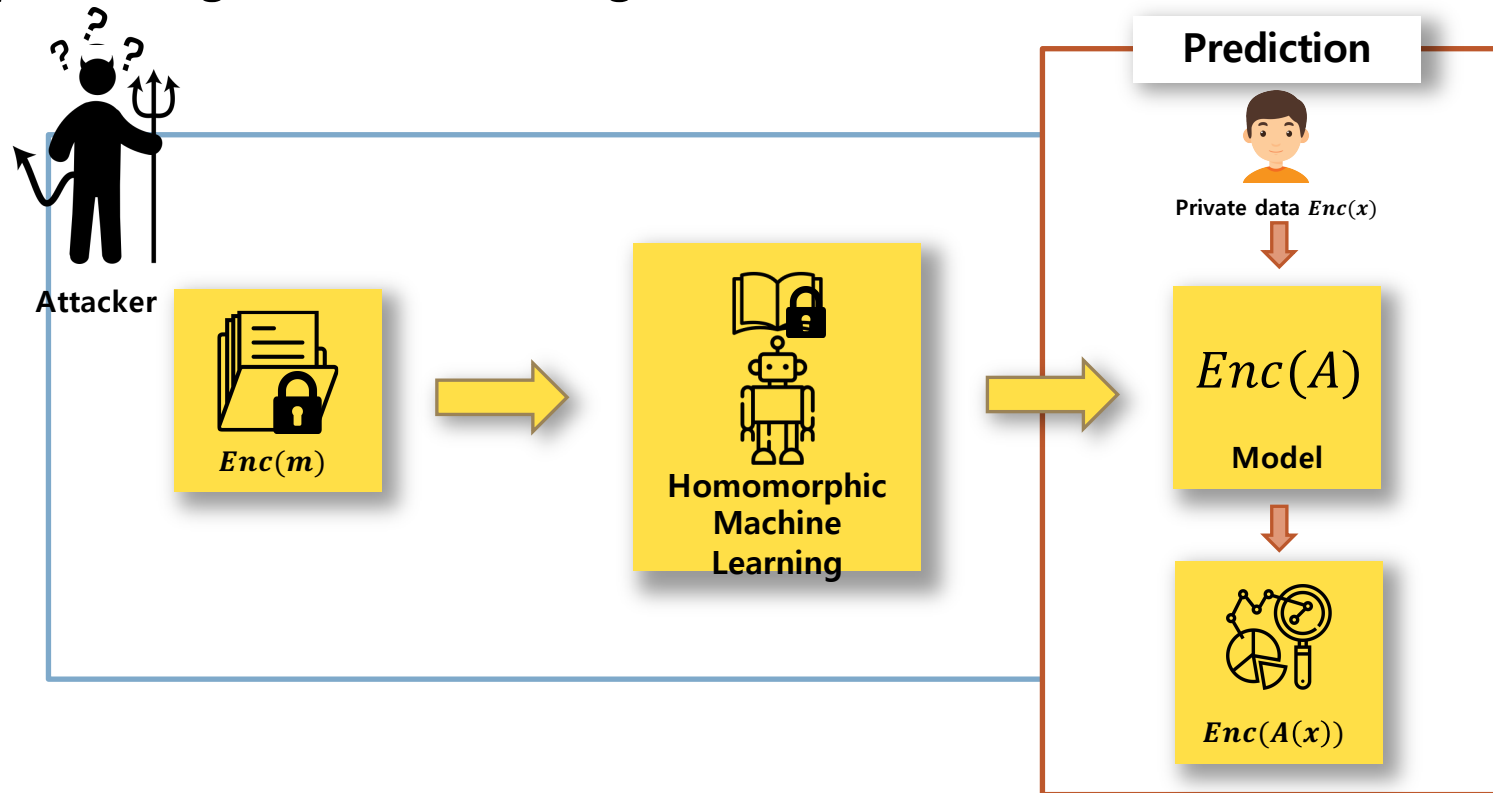 ? ? ?
Prediction
Private data Enc(x)
Attacker
Enc(m)
Homomorphic
Machine
Learning
Enc(A)
Model
Enc(A(x))